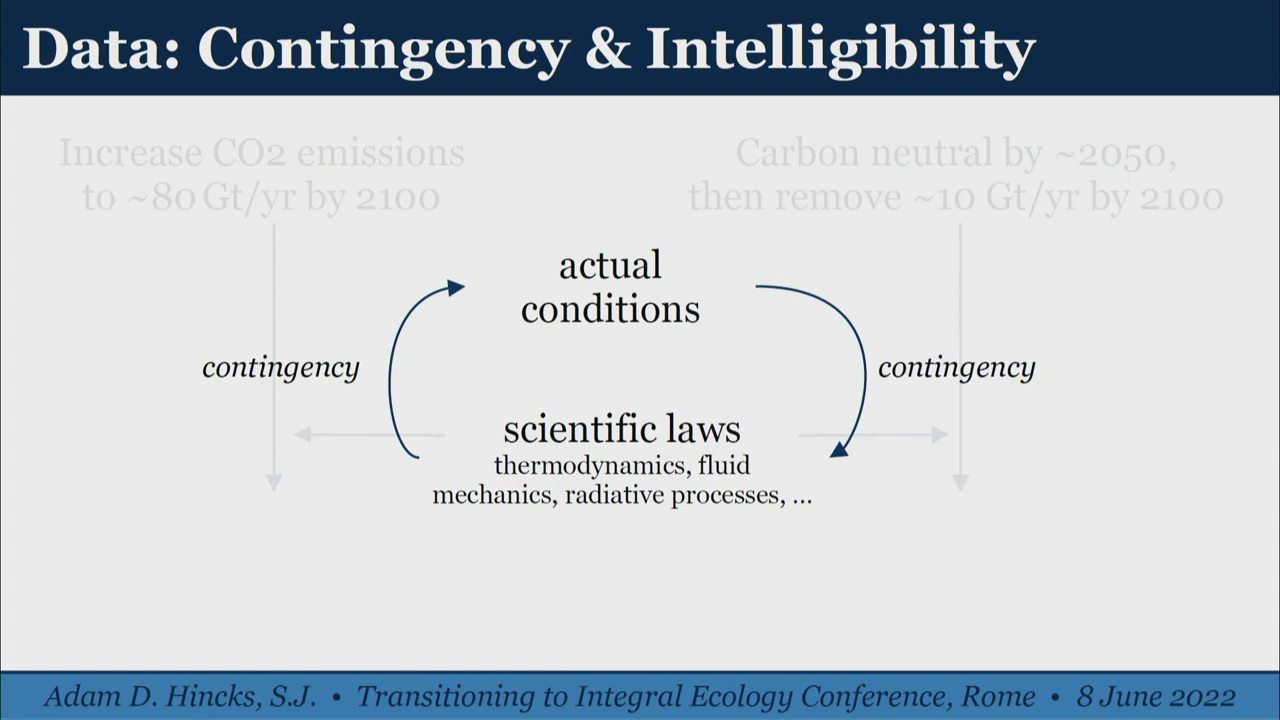 Data: Contingency & Intelligibility
Increase CO2 emissions
to ~80 Gt/yr by 2100
Carbon neutral by ~2050,
then remove ~10 Gt/yr by 2100
actual
conditions
contingency
contingency
scientific laws
thermodynamics, fluid
mechanics, radiative processes, ...
Adam D. Hincks, S.J. • Transitioning to Integral Ecology Conference, Rome • 8 June 2022